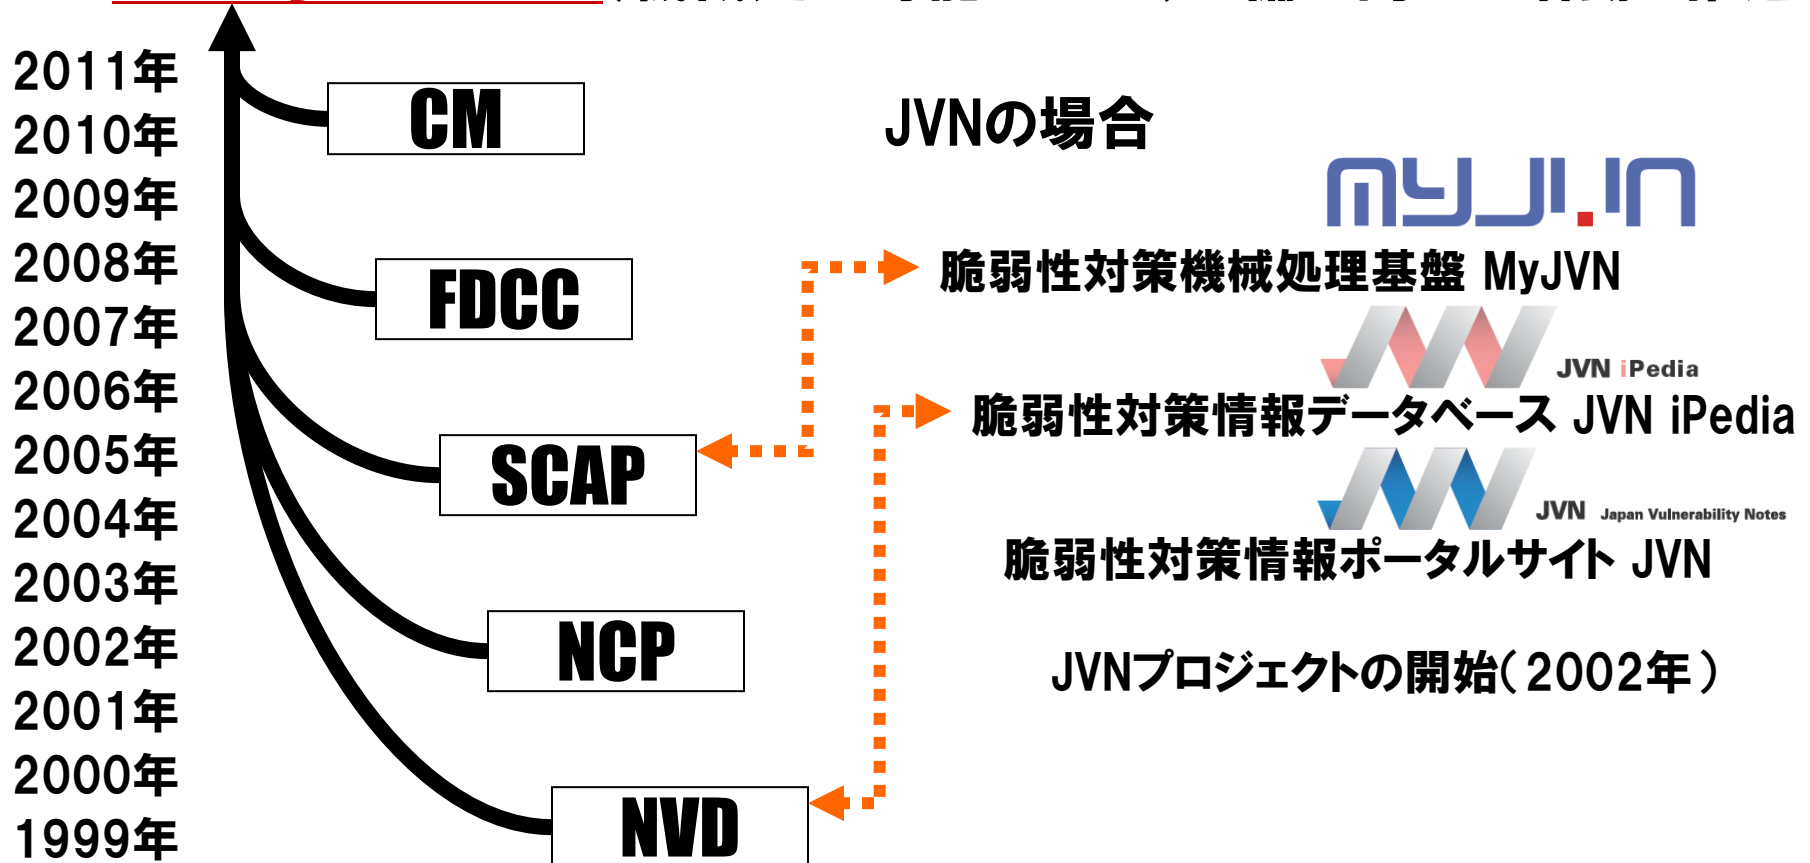 2011年
CM
2010年
JVNの場合
2009年
MyJVN
2008年
脆弱性対策機械処理基盤 MyJVN
FDCC
2007年
JVN iPedia
2006年
脆弱性対策情報データベース JVN iPedia
2005年
SCAP
2004年
JVN Japan Vulnerability Notes
脆弱性対策情報ポータルサイト JVN
2003年
2002年
NCP
JVNプロジェクトの開始(2002年)
2001年
2000年
NVD
1999年